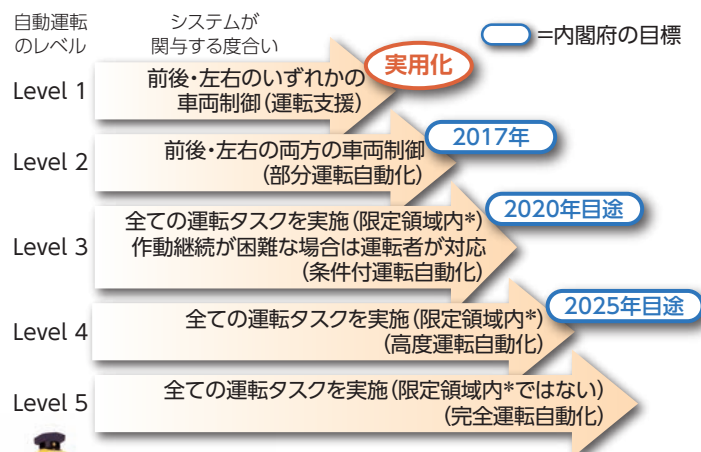 自動運転
のレベル
システムが
関与する度合い
=内閣府の目標
実用化
Level 1
前後・左右のいずれかの
車両制御(運転支援)
2017年
Level 2
前後・左右の両方の車両制御
(部分運転自動化)
2020年目途
Level 3
全ての運転タスクを実施(限定領域内*)
作動継続が困難な場合は運転者が対応
(条件付運転自動化)
2025年目途
Level 4
全ての運転タスクを実施(限定領域内*)
(高度運転自動化)
Level 5
全ての運転タスクを実施(限定領域内*ではない)
(完全運転自動化)